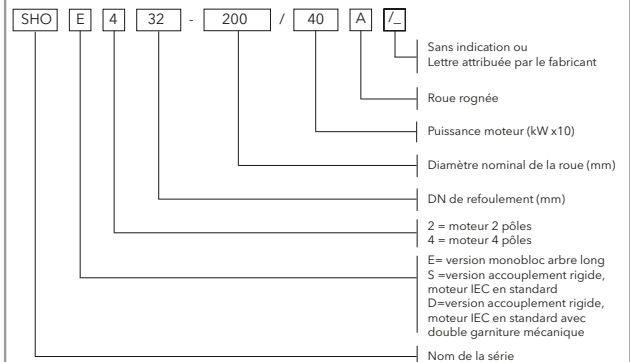 SHO E 4 32 - 200 / 40 A /_
Sans indication ou
Lettre attribuée par le fabricant
Roue rognée
Puissance moteur (kW x10)
Diamètre nominal de la roue (mm)
DN de refoulement (mm)
2 = moteur 2 pôles
4 = moteur 4 pôles
E= version monobloc arbre long
S =version accouplement rigide,
moteur IEC en standard
D=version accouplement rigide,
moteur IEC en standard avec
double garniture mécanique
Nom de la série